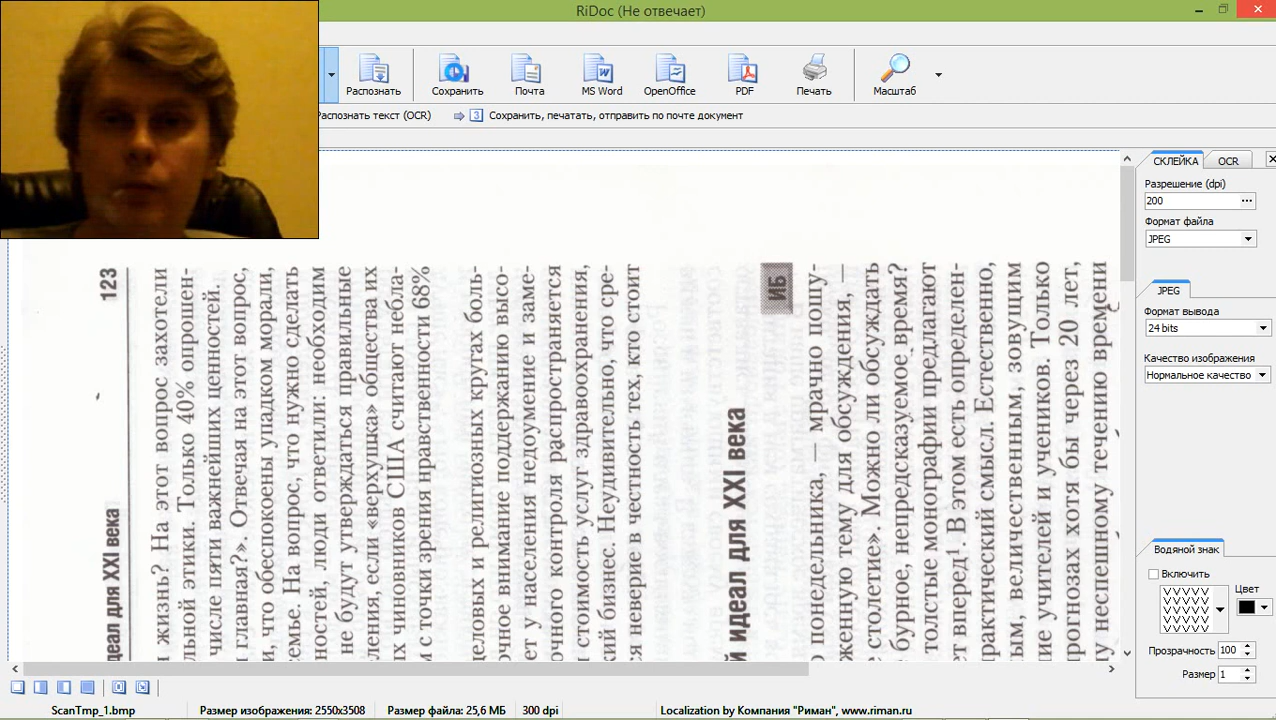 RiDoc (Не отвечает)
Распознать
Сохранить
Почта
MS Word
OpenOffice
PDF
Печать
Масштаб
Распознать текст (OCR)
3 Сохранить, печатать, отправить по почте документ
СКЛЕЙКА
OCR
Разрешение (dpi)
200
Формат файла
JPEG
JPEG
Формат вывода
24 bits
Качество изображения
Нормальное качество
Водяной знак
Включить
Цвет
Прозрачность 100
Размер 1
деал для XXI века 123
жизнь? На этот вопрос захотели
льной этики. Только 40% опрошен-
числе пяти важнейших ценностей.
главная?». Отвечая на этот вопрос,
и, что обеспокоены упадком морали,
емье. На вопрос, что нужно сделать
ностей, люди ответили: необходим
не будут утверждаться правильные
ления, если «верхушка» общества их
ых чиновников США считают небла-
и с точки зрения нравственности 68%
деловых и религиозных кругах боль-
очное внимание поддержанию высо-
ет у населения недоумение и заме-
очного контроля распространяется
и стоимость услуг здравоохранения,
кий бизнес. Неудивительно, что сре-
ся неверие в честность тех, кто стоит
й идеал для XXI века
ИБ
о понедельника, — мрачно пошу-
женную тему для обсуждения, —
е столетие». Можно ли обсуждать
бурное, непредсказуемое время?
толстые монографии предлагают
ет вперед¹. В этом есть определен-
рактический смысл. Естественно,
ным, величественным, зовущим
ние учителей и учеников. Только
рогнозах хотя бы через 20 лет,
му неспешному течению времени
ScanTmp_1.bmp
Размер изображения: 2550x3508
Размер файла: 25,6 МБ
300 dpi
Localization by Компания "Риман", www.riman.ru